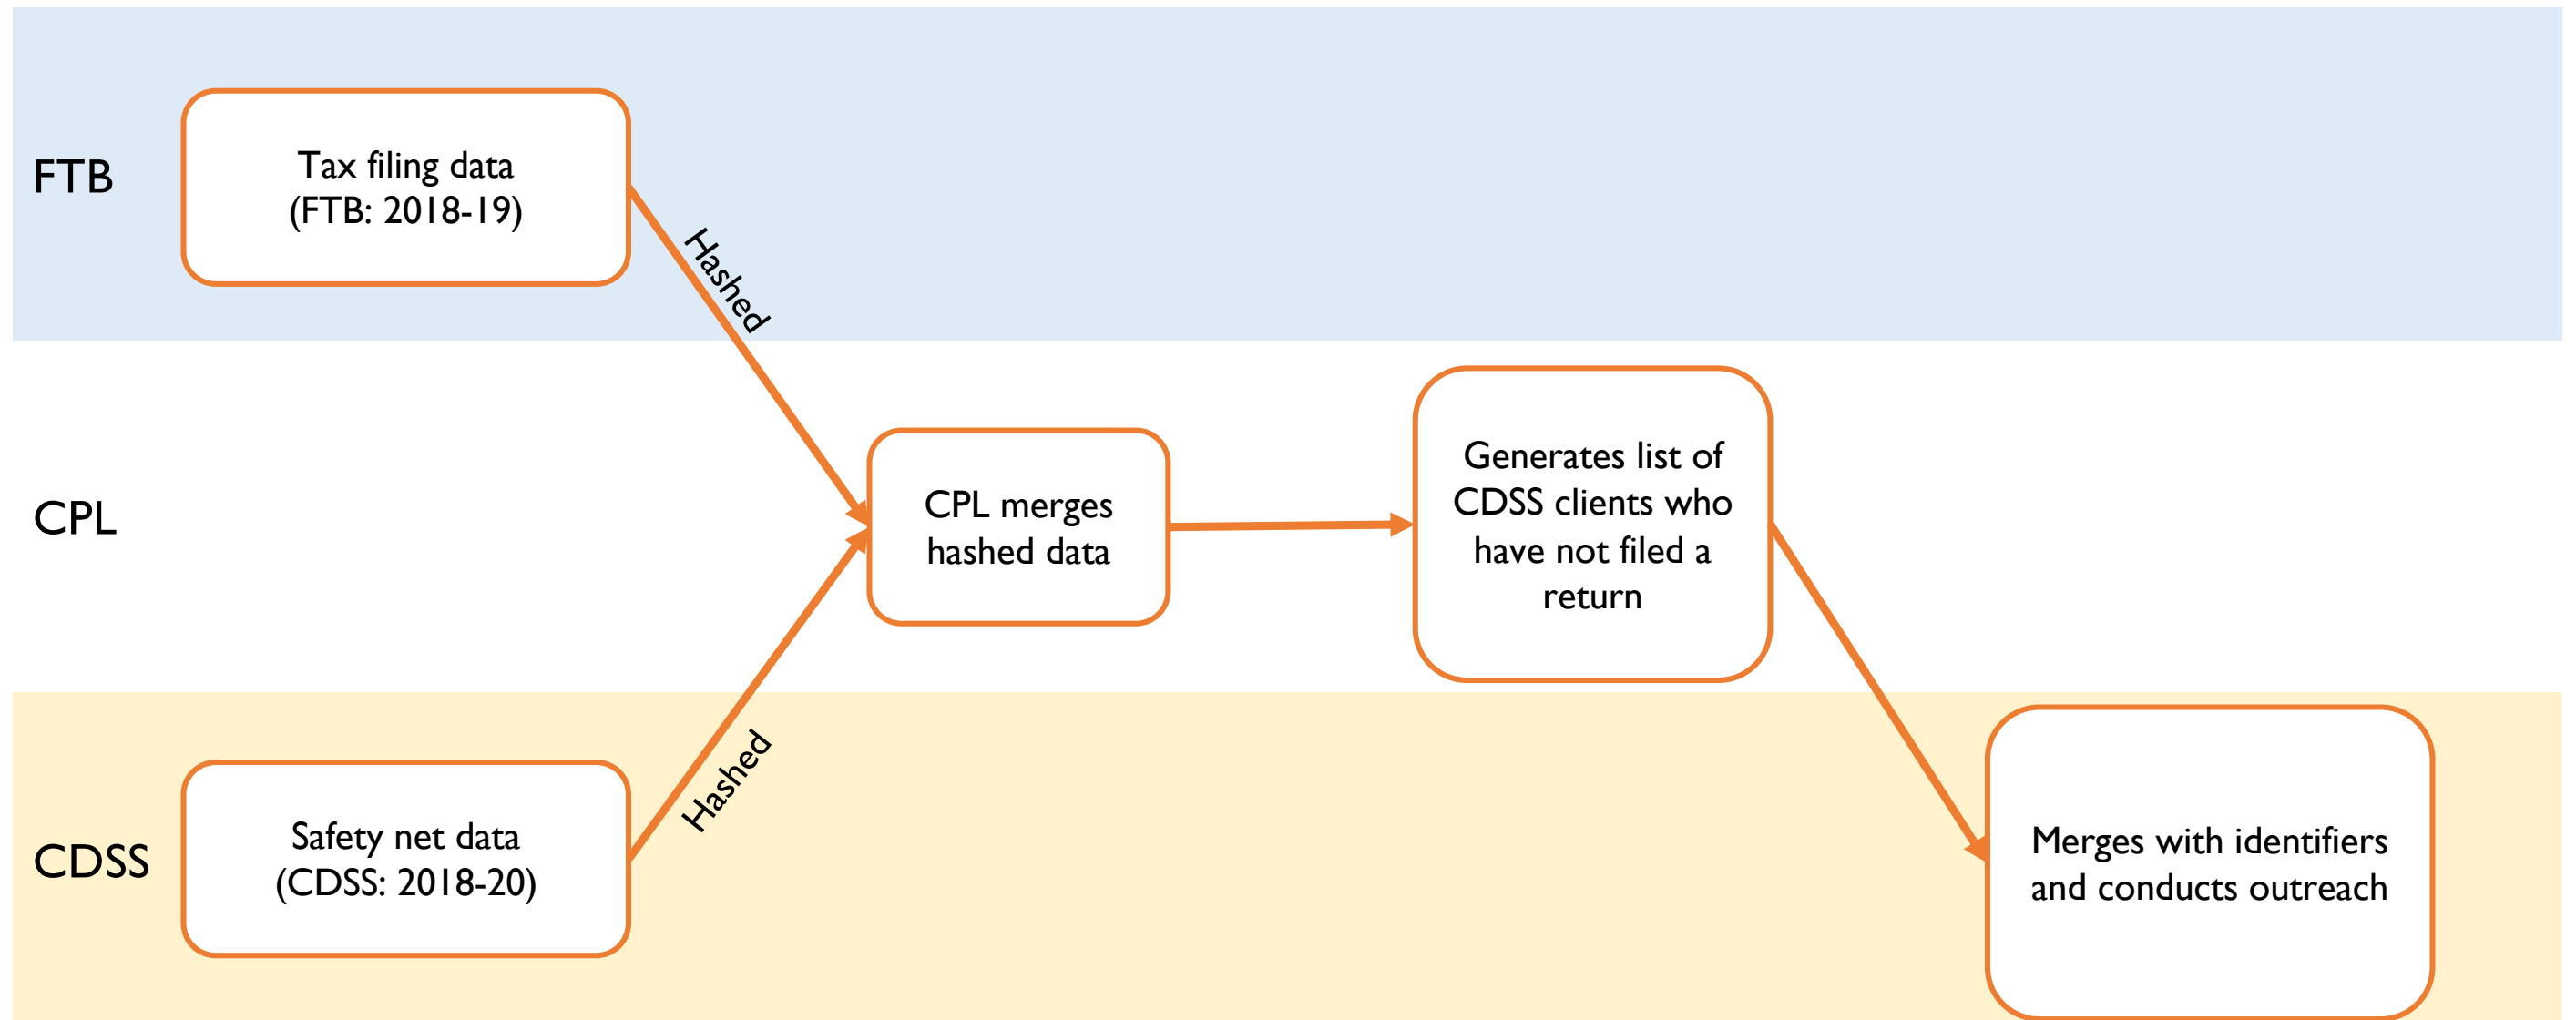 FTB
Tax filing data
(FTB: 2018-19)
Hashed
CPL
CPL merges
hashed data
Generates list of
CDSS clients who
have not filed a
return
Hashed
CDSS
Safety net data
(CDSS: 2018-20)
Merges with identifiers
and conducts outreach